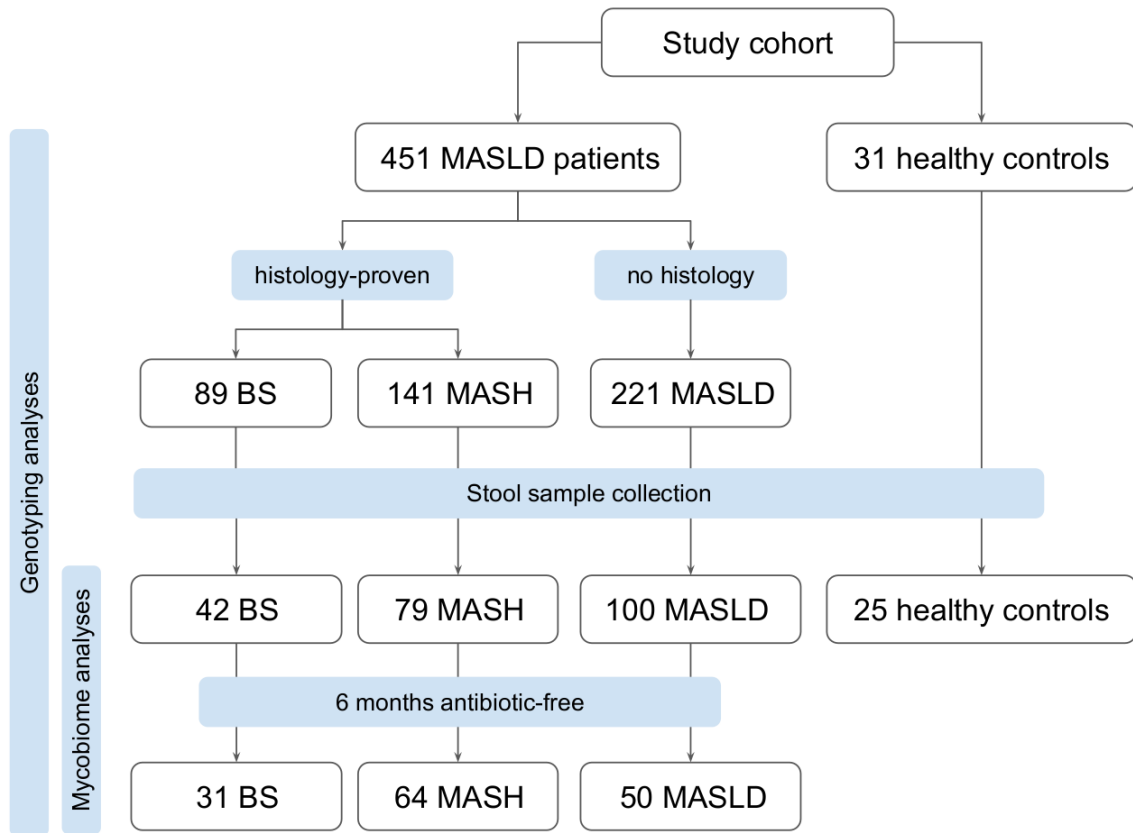 Study cohort
451 MASLD patients
31 healthy controls
histology-proven
no histology
89 BS
141 MASH
221 MASLD
Stool sample collection
42 BS
79 MASH
100 MASLD
25 healthy controls
6 months antibiotic-free
31 BS
64 MASH
50 MASLD
Genotyping analyses
Mycobiome analyses